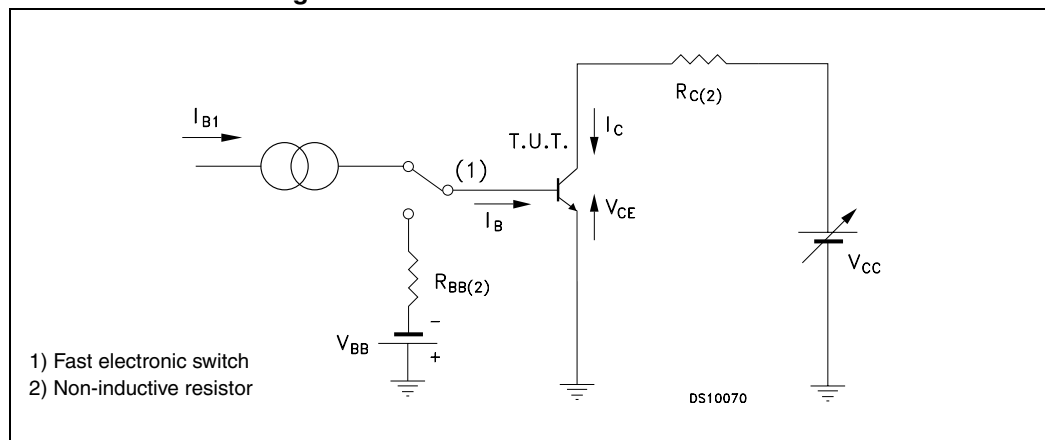 I_B1
(1)
I_B
R_BB(2)
V_BB
−
+
T.U.T.
I_C
V_CE
R_C(2)
V_CC
1) Fast electronic switch
2) Non-inductive resistor
DS10070